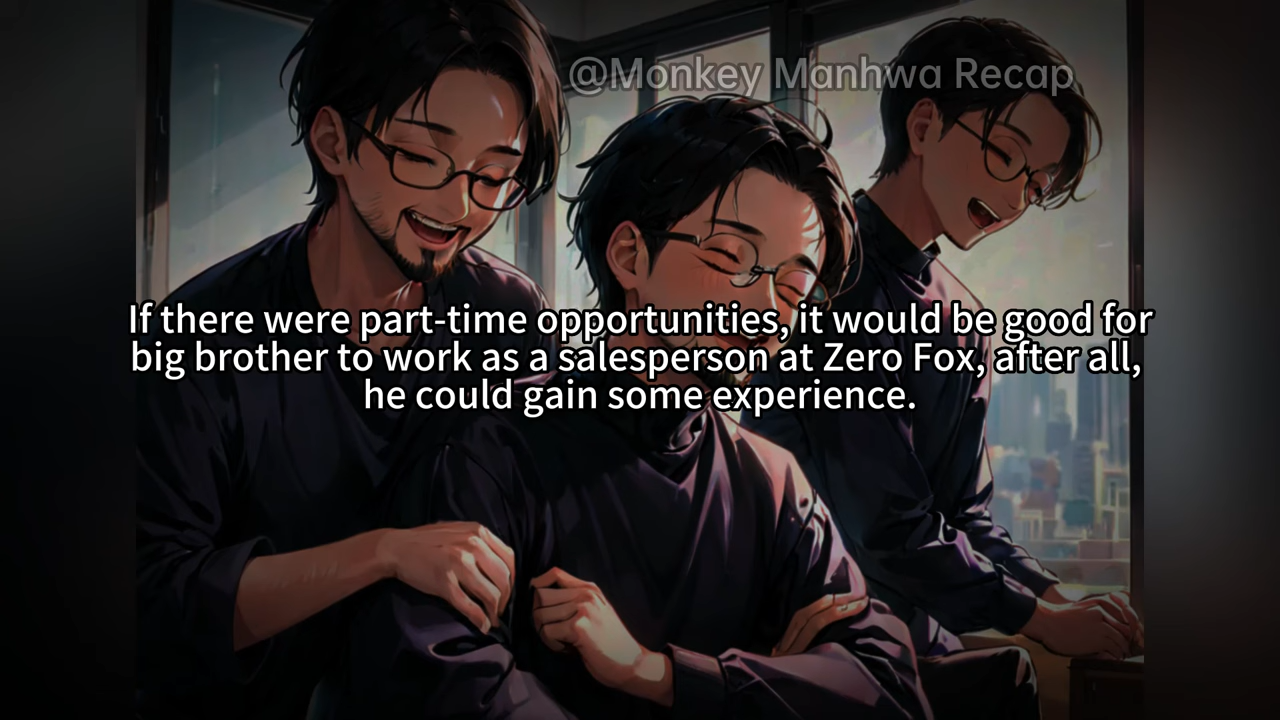 @Monkey Manhwa Recap
If there were part-time opportunities, it would be good for
big brother to work as a salesperson at Zero Fox, after all,
he could gain some experience.